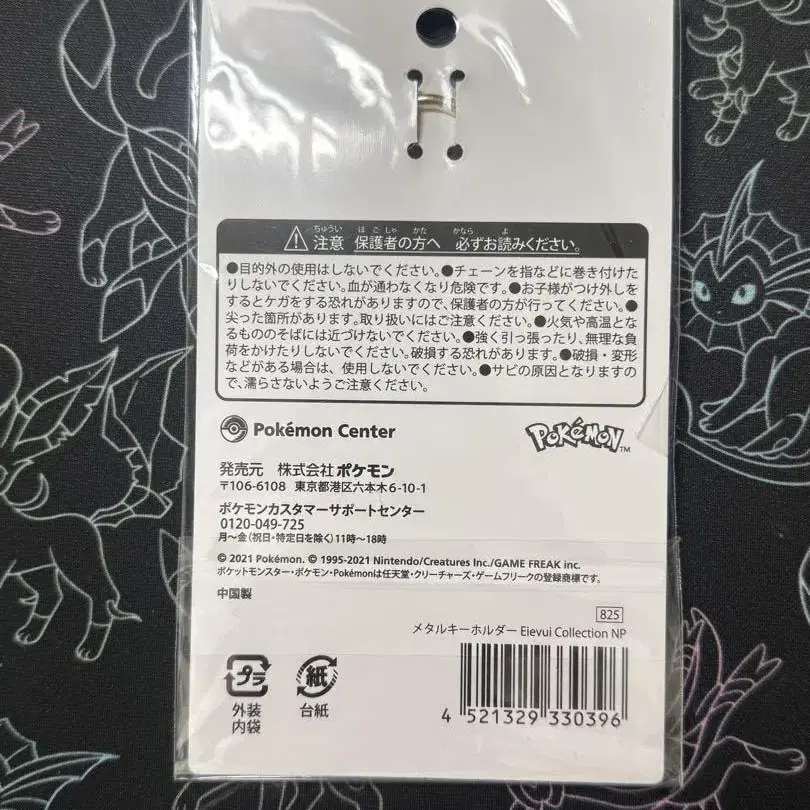 注意 保護者の方へ 必ずお読みください。
●目的外の使用はしないでください。●チェーンを指などに巻き付けた
りしないでください。血が通わなくなり危険です。●お子様がつけ外しを
するとケガをする恐れがありますので、保護者の方が行ってください。●
尖った箇所があります。取り扱いにはご注意ください。●火気や高温とな
るもののそばには近づけないでください。●強く引っ張ったり、無理な負
荷をかけたりしないでください。破損する恐れがあります。●破損・変形
などがある場合は、使用しないでください。●サビの原因となりますの
で、濡らさないようご注意ください。
Pokémon Center
POKéMON™
発売元 株式会社ポケモン
〒106-6108 東京都港区六本木6-10-1
ポケモンカスタマーサポートセンター
0120-049-725
月〜金(祝日・特定日を除く)11時〜18時
© 2021 Pokémon. © 1995-2021 Nintendo/Creatures Inc./GAME FREAK inc.
ポケットモンスター・ポケモン・Pokémonは任天堂・クリーチャーズ・ゲームフリークの登録商標です。
中国製
825
メタルキーホルダー Eievui Collection NP
プラ
外装
内袋
紙
台紙
4 521329 330396